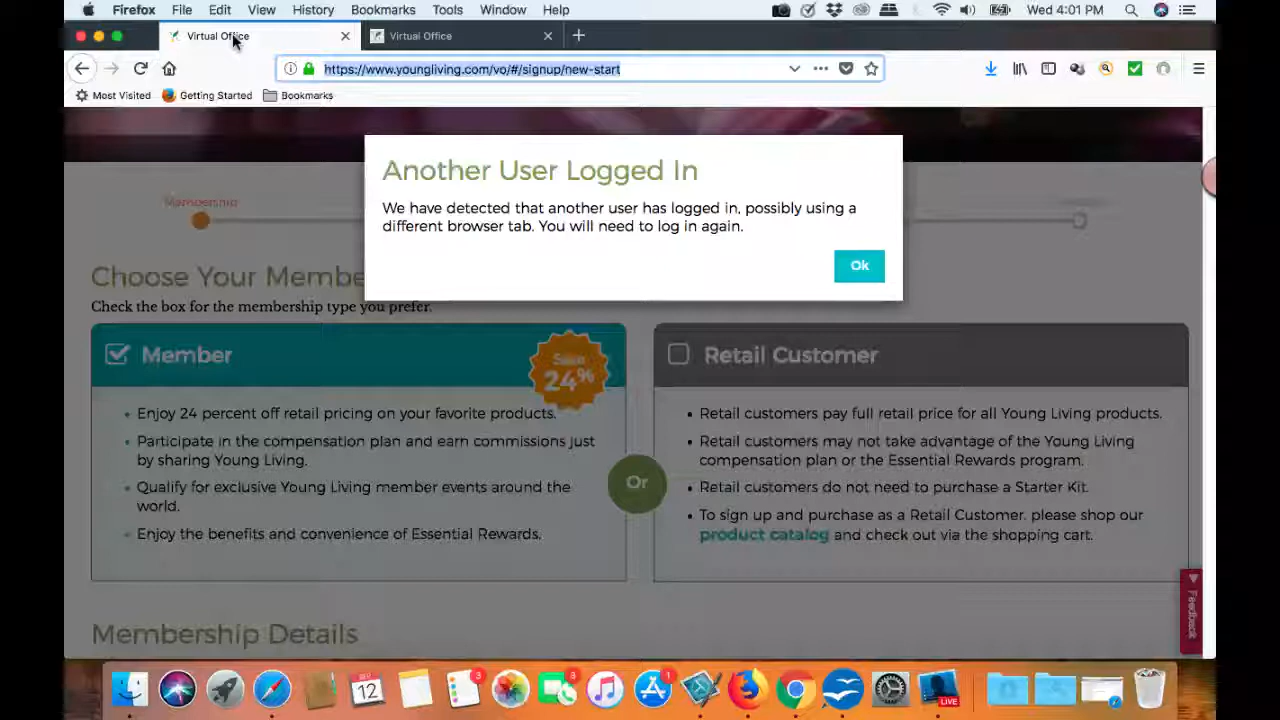 Firefox File Edit View History Bookmarks Tools Window Help
Wed 4:01 PM
Virtual Office
Virtual Office
https://www.youngliving.com/vo/#/signup/new-start
Most Visited
Getting Started
Bookmarks
Another User Logged In
We have detected that another user has logged in, possibly using a
different browser tab. You will need to log in again.
Ok
Membership
Choose Your Membe
Check the box for the membership type you prefer.
Member
Save
24%
Enjoy 24 percent off retail pricing on your favorite products.
Participate in the compensation plan and earn commissions just
by sharing Young Living.
Qualify for exclusive Young Living member events around the
world.
Enjoy the benefits and convenience of Essential Rewards.
Or
Retail Customer
Retail customers pay full retail price for all Young Living products.
Retail customers may not take advantage of the Young Living
compensation plan or the Essential Rewards program.
Retail customers do not need to purchase a Starter Kit.
To sign up and purchase as a Retail Customer, please shop our
product catalog and check out via the shopping cart.
Feedback
Membership Details
3
12
1
LIVE